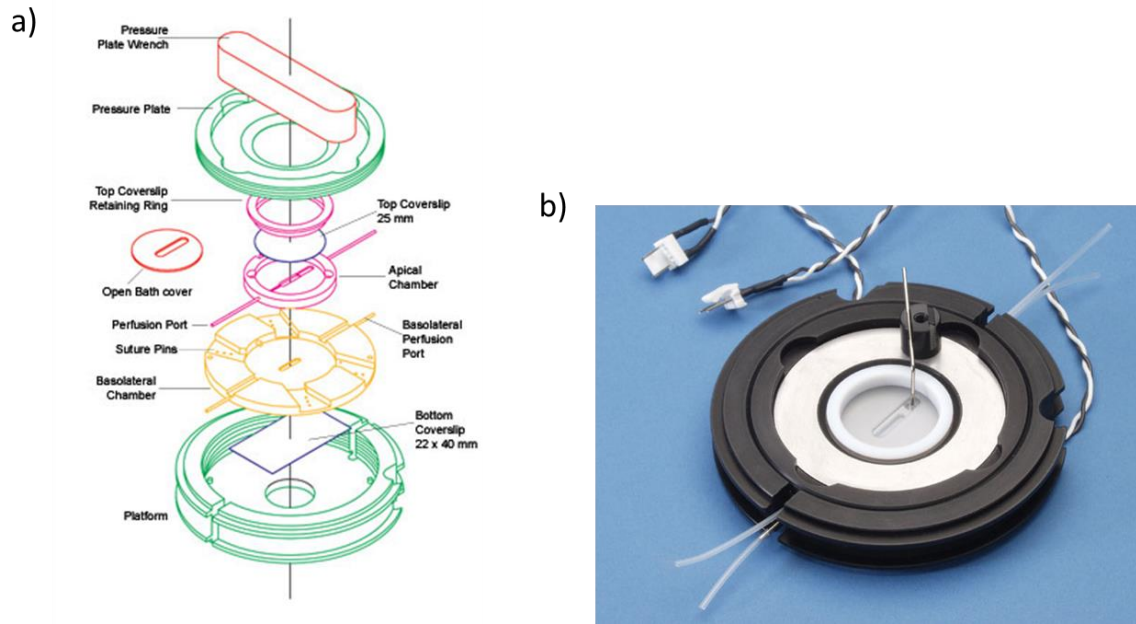 a)
Pressure
Plate Wrench
Pressure Plate
Top Coverslip
Retaining Ring
Top Coverslip
25 mm
Open Bath cover
Apical
Chamber
Perfusion Port
Suture Pins
Basolateral
Perfusion
Port
Basolateral
Chamber
Bottom
Coverslip
22 x 40 mm
Platform
b)